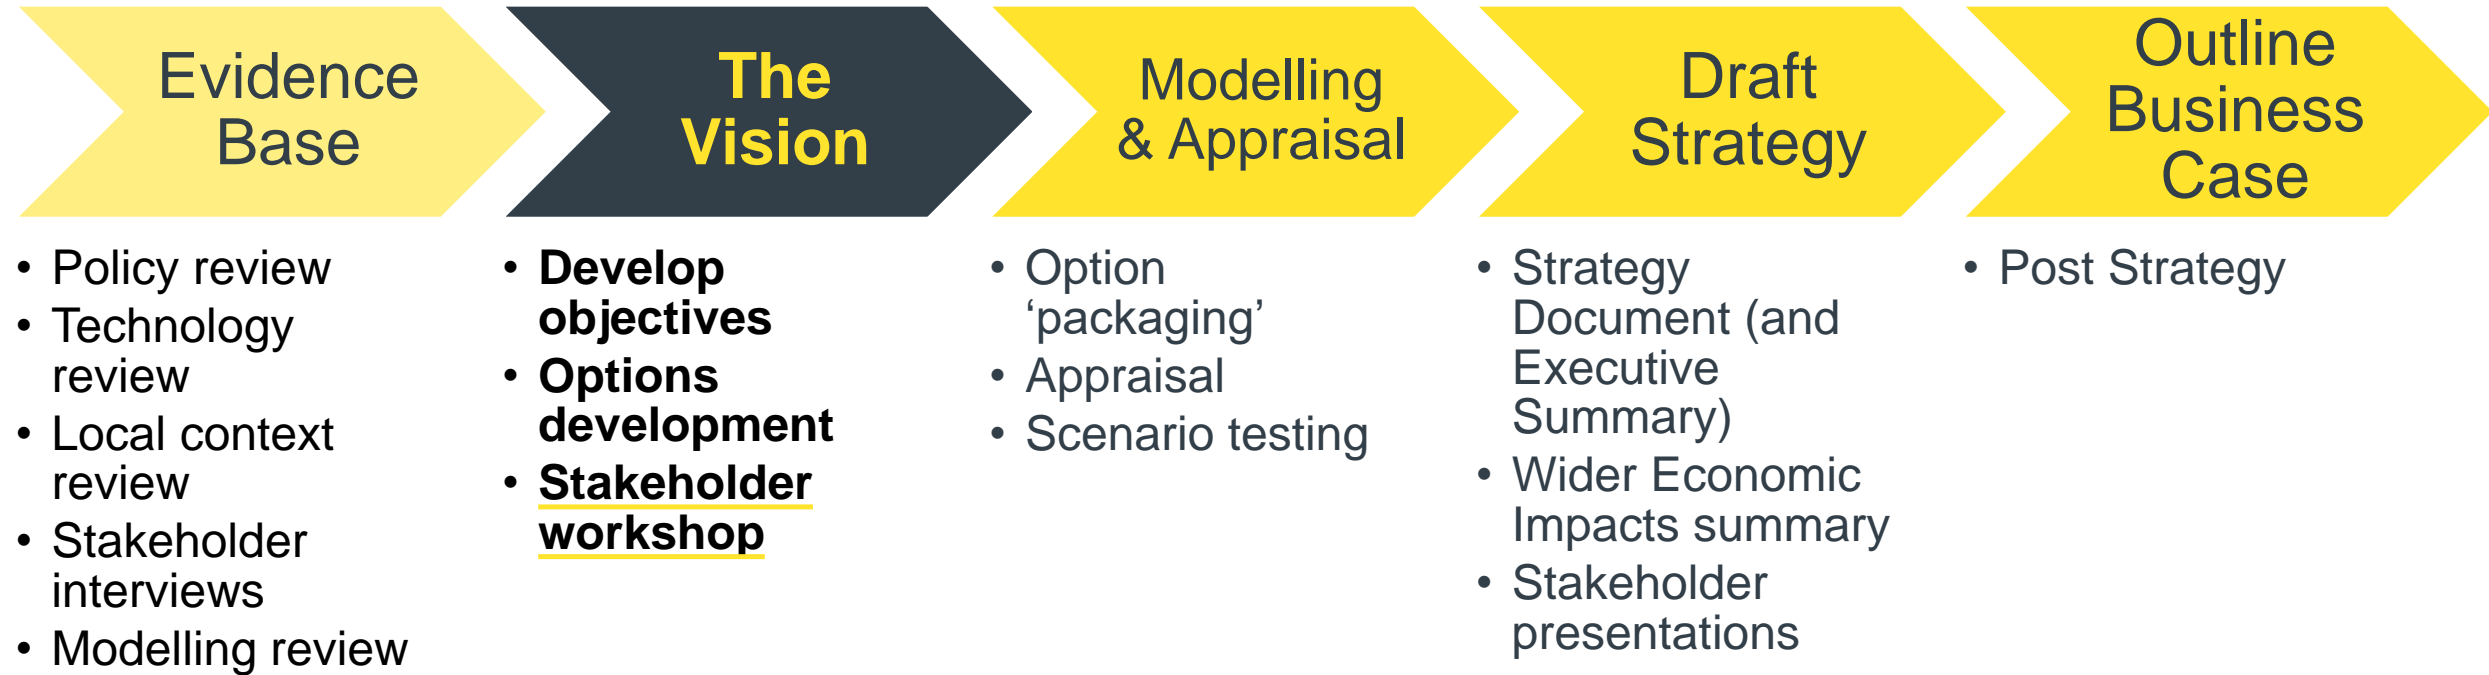 Evidence
Base
• Policy review
• Technology
review
• Local context
review
• Stakeholder
interviews
• Modelling review
The
Vision
• Develop
objectives
• Options
development
• Stakeholder
workshop
Modelling
& Appraisal
• Option
‘packaging’
• Appraisal
• Scenario testing
Draft
Strategy
• Strategy
Document (and
Executive
Summary)
• Wider Economic
Impacts summary
• Stakeholder
presentations
Outline
Business
Case
• Post Strategy